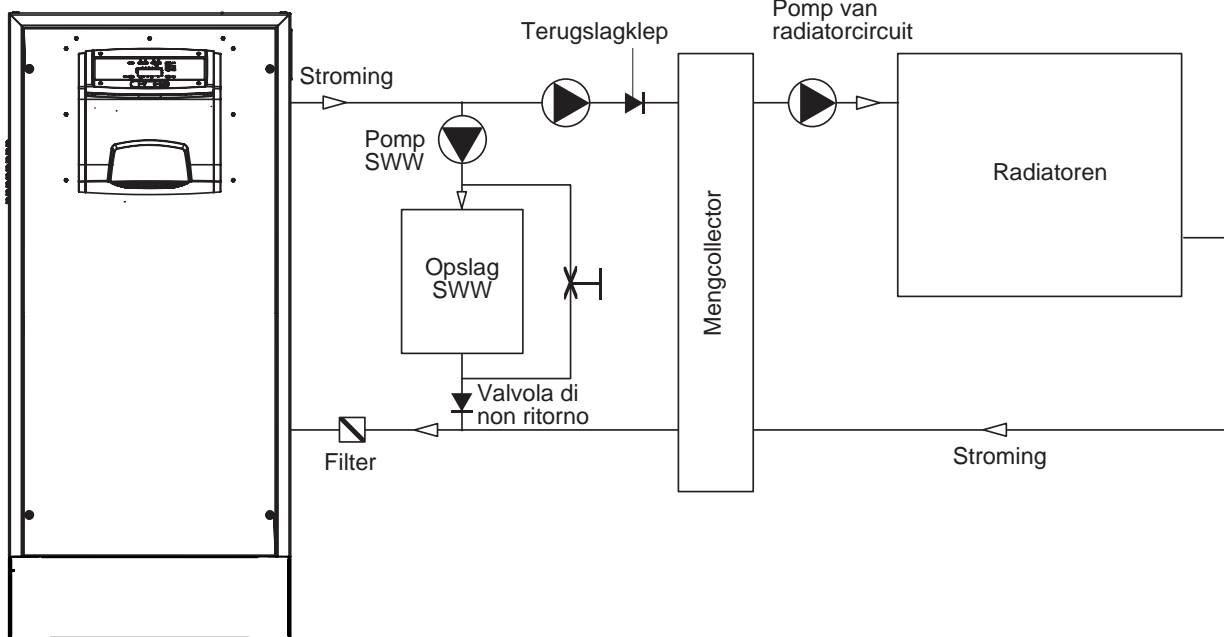 Pomp van
radiatorcircuit
Terugslagklep
Stroming
Pomp
SWW
Radiatoren
Opslag
SWW
Mengcollector
Valvola di
non ritorno
Filter
Stroming